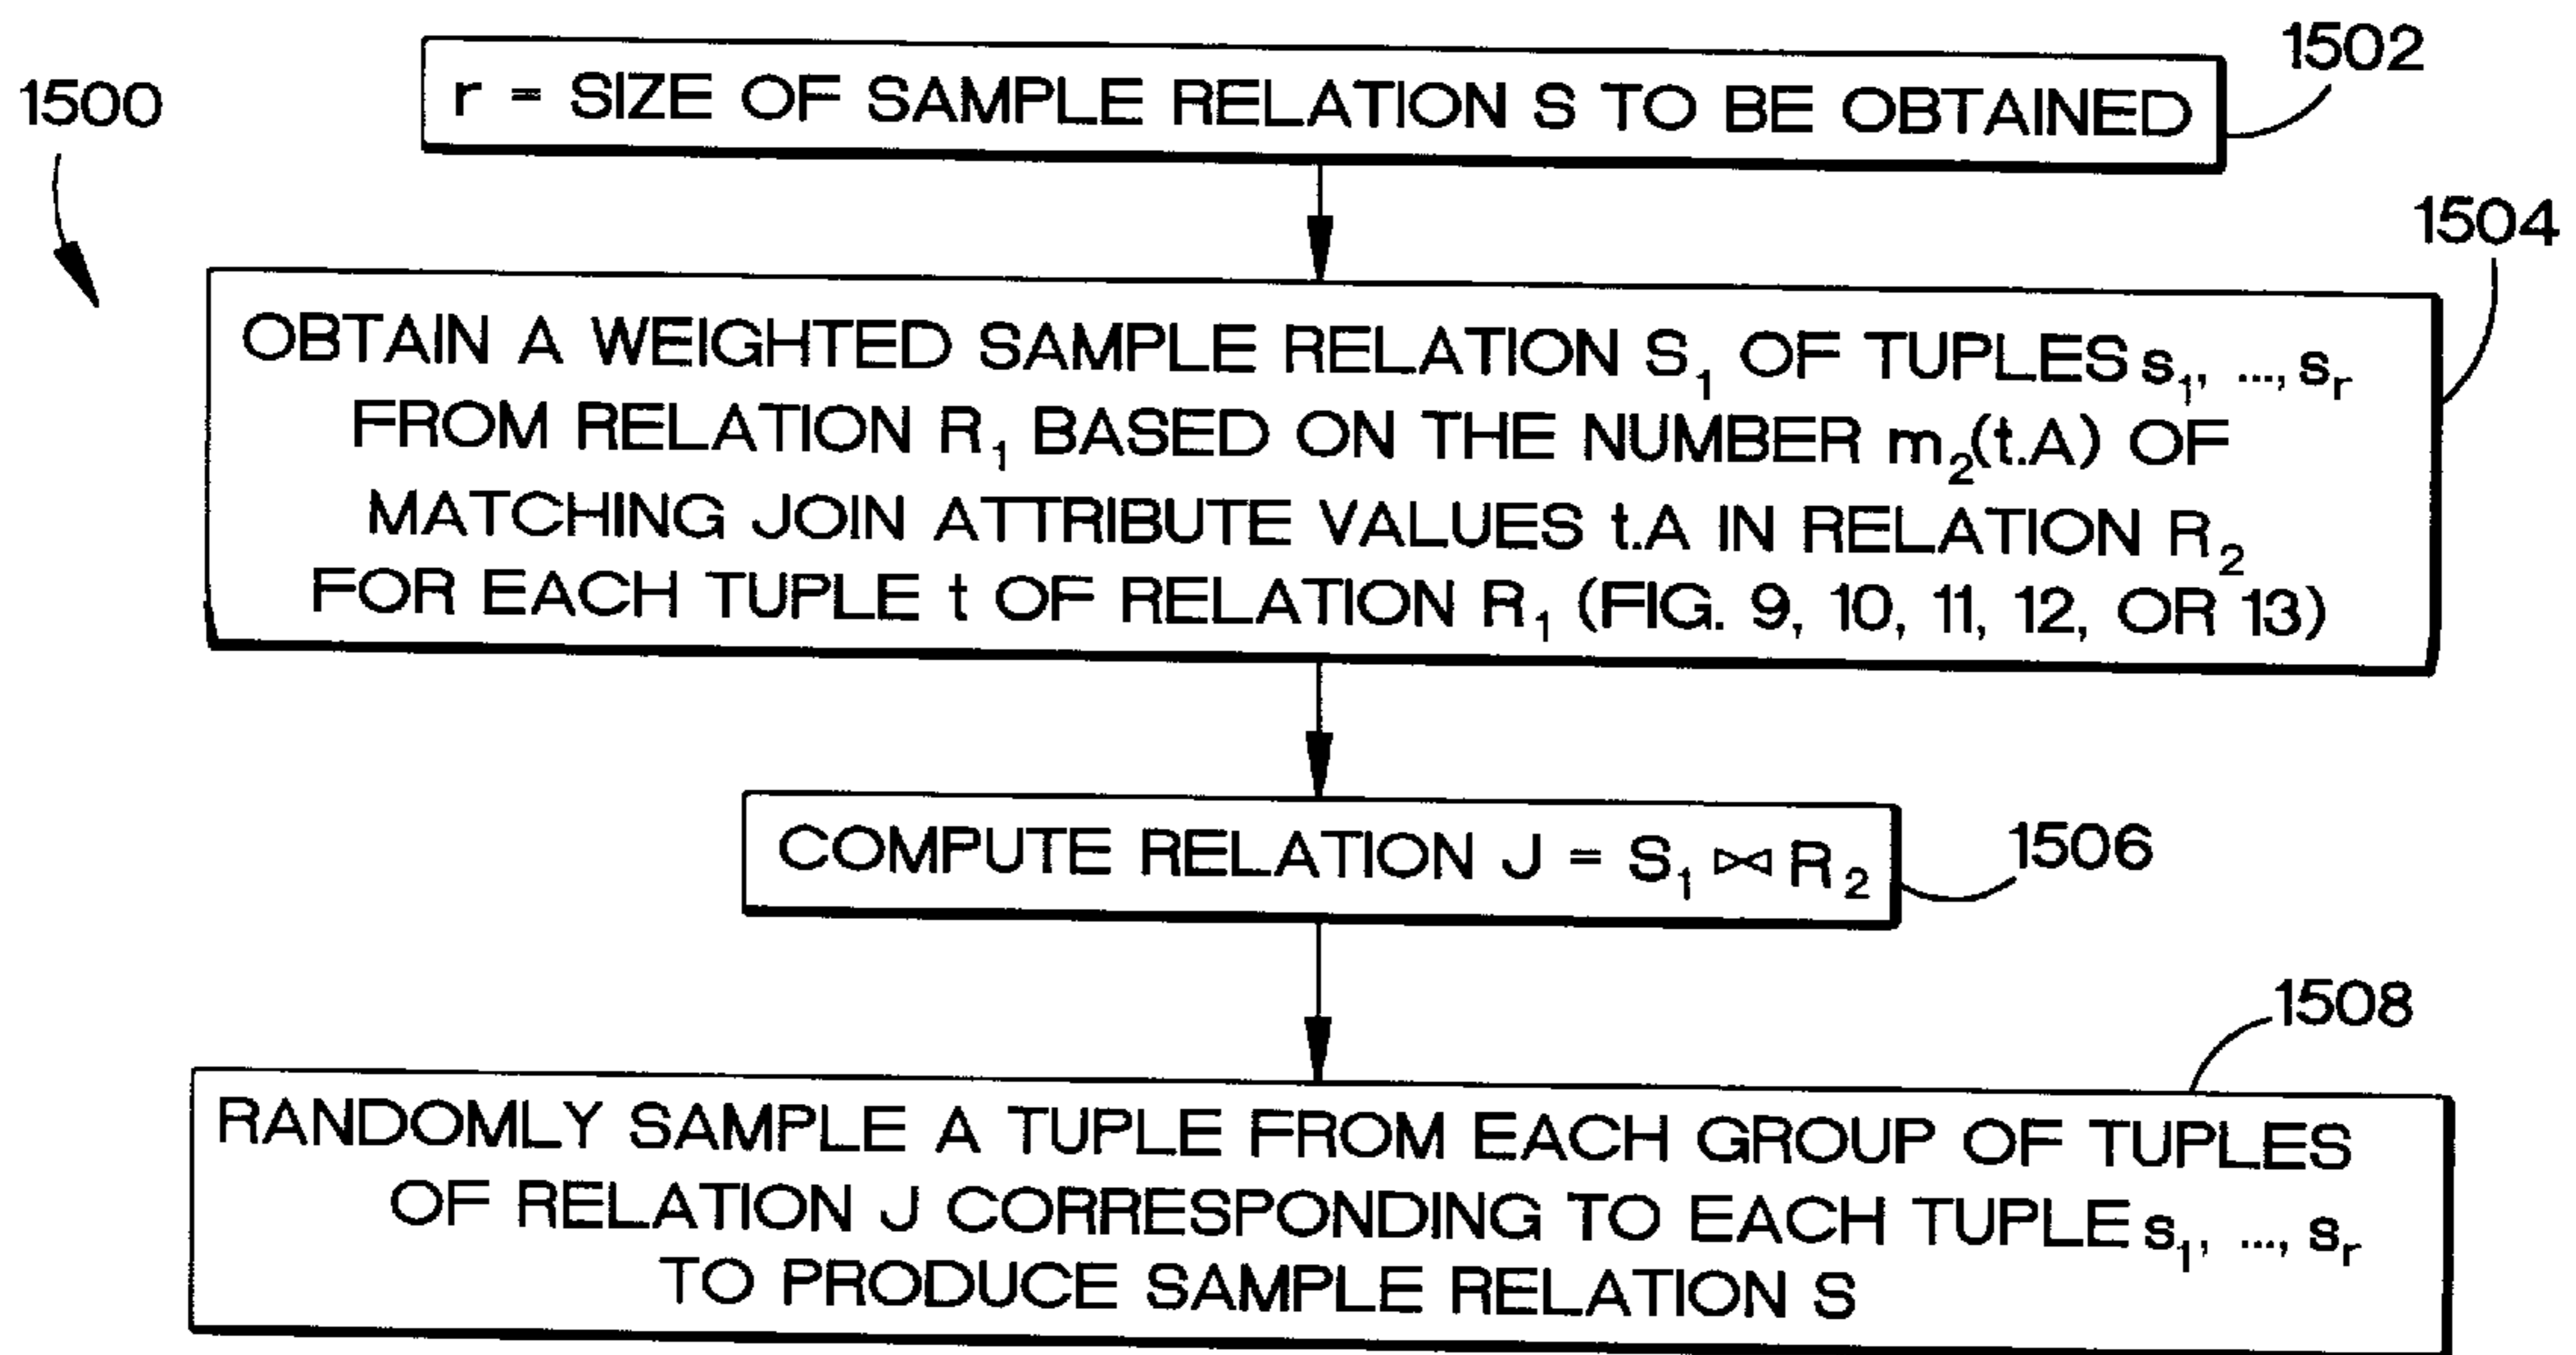 1500
1502
r = SIZE OF SAMPLE RELATION S TO BE OBTAINED
1504
OBTAIN A WEIGHTED SAMPLE RELATION S₁ OF TUPLES s₁, ..., sᵣ
FROM RELATION R₁ BASED ON THE NUMBER m₂(t.A) OF
MATCHING JOIN ATTRIBUTE VALUES t.A IN RELATION R₂
FOR EACH TUPLE t OF RELATION R₁ (FIG. 9, 10, 11, 12, OR 13)
COMPUTE RELATION J = S₁ ⋈ R₂
1506
1508
RANDOMLY SAMPLE A TUPLE FROM EACH GROUP OF TUPLES
OF RELATION J CORRESPONDING TO EACH TUPLE s₁, ..., sᵣ
TO PRODUCE SAMPLE RELATION S